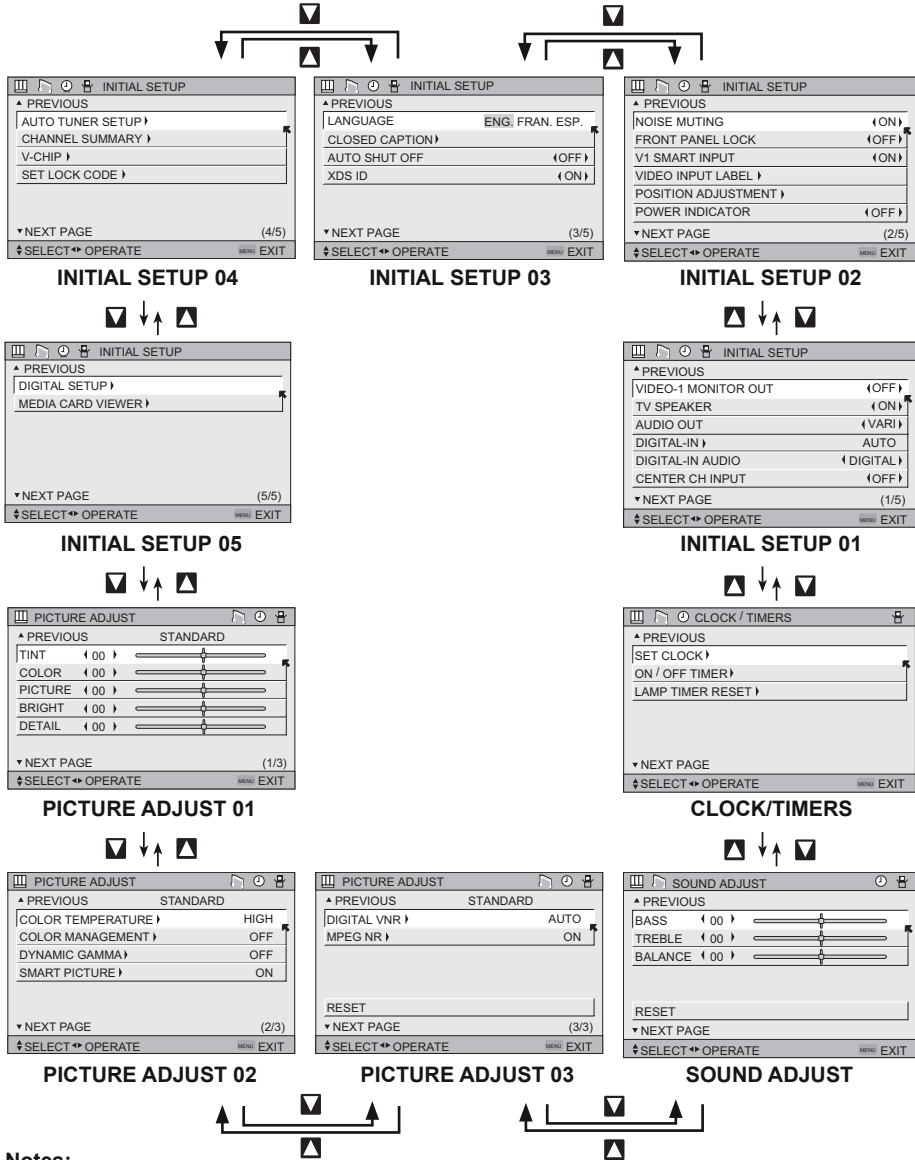 INITIAL SETUP
PREVIOUS
AUTO TUNER SETUP
CHANNEL SUMMARY
V-CHIP
SET LOCK CODE
NEXT PAGE (4/5)
SELECT OPERATE MENU EXIT
INITIAL SETUP 04
INITIAL SETUP
PREVIOUS
LANGUAGE ENG. FRAN. ESP.
CLOSED CAPTION
AUTO SHUT OFF OFF
XDS ID ON
NEXT PAGE (3/5)
SELECT OPERATE MENU EXIT
INITIAL SETUP 03
INITIAL SETUP
PREVIOUS
NOISE MUTING ON
FRONT PANEL LOCK OFF
V1 SMART INPUT ON
VIDEO INPUT LABEL
POSITION ADJUSTMENT
POWER INDICATOR OFF
NEXT PAGE (2/5)
SELECT OPERATE MENU EXIT
INITIAL SETUP 02
INITIAL SETUP
PREVIOUS
DIGITAL SETUP
MEDIA CARD VIEWER
NEXT PAGE (5/5)
SELECT OPERATE MENU EXIT
INITIAL SETUP 05
INITIAL SETUP
PREVIOUS
VIDEO-1 MONITOR OUT OFF
TV SPEAKER ON
AUDIO OUT VARI
DIGITAL-IN AUTO
DIGITAL-IN AUDIO DIGITAL
CENTER CH INPUT OFF
NEXT PAGE (1/5)
SELECT OPERATE MENU EXIT
INITIAL SETUP 01
PICTURE ADJUST
PREVIOUS STANDARD
TINT 00
COLOR 00
PICTURE 00
BRIGHT 00
DETAIL 00
NEXT PAGE (1/3)
SELECT OPERATE MENU EXIT
PICTURE ADJUST 01
CLOCK / TIMERS
PREVIOUS
SET CLOCK
ON / OFF TIMER
LAMP TIMER RESET
NEXT PAGE
SELECT OPERATE MENU EXIT
CLOCK/TIMERS
PICTURE ADJUST
PREVIOUS STANDARD
COLOR TEMPERATURE HIGH
COLOR MANAGEMENT OFF
DYNAMIC GAMMA OFF
SMART PICTURE ON
NEXT PAGE (2/3)
SELECT OPERATE MENU EXIT
PICTURE ADJUST 02
PICTURE ADJUST
PREVIOUS STANDARD
DIGITAL VNR AUTO
MPEG NR ON
RESET
NEXT PAGE (3/3)
SELECT OPERATE MENU EXIT
PICTURE ADJUST 03
SOUND ADJUST
PREVIOUS
BASS 00
TREBLE 00
BALANCE 00
RESET
NEXT PAGE
SELECT OPERATE MENU EXIT
SOUND ADJUST
Notes: